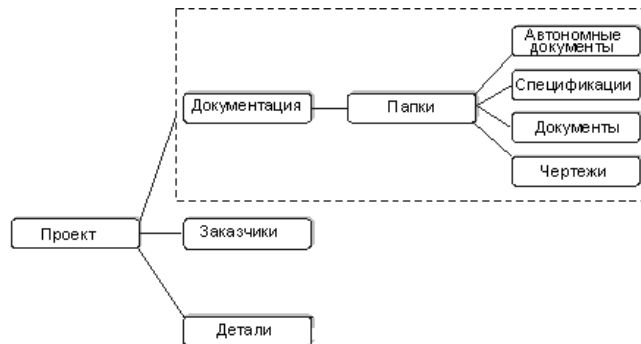 Автономные
документы
Спецификации
Документация
Папки
Документы
Чертежи
Проект
Заказчики
Детали